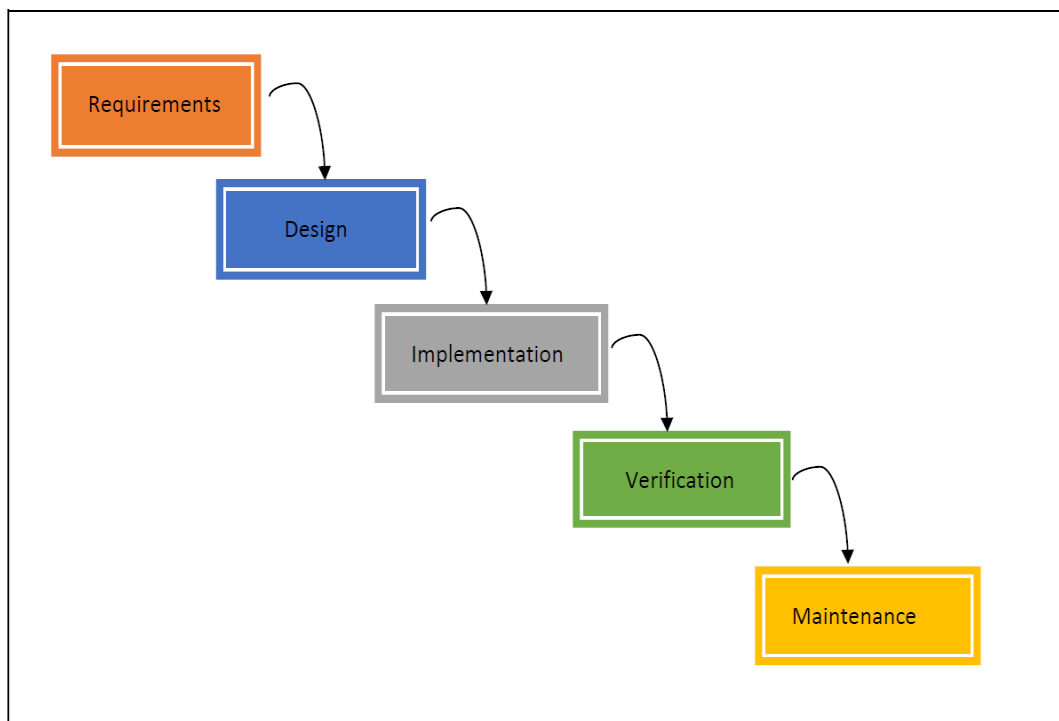 Requirements
Design
Implementation
Verification
Maintenance